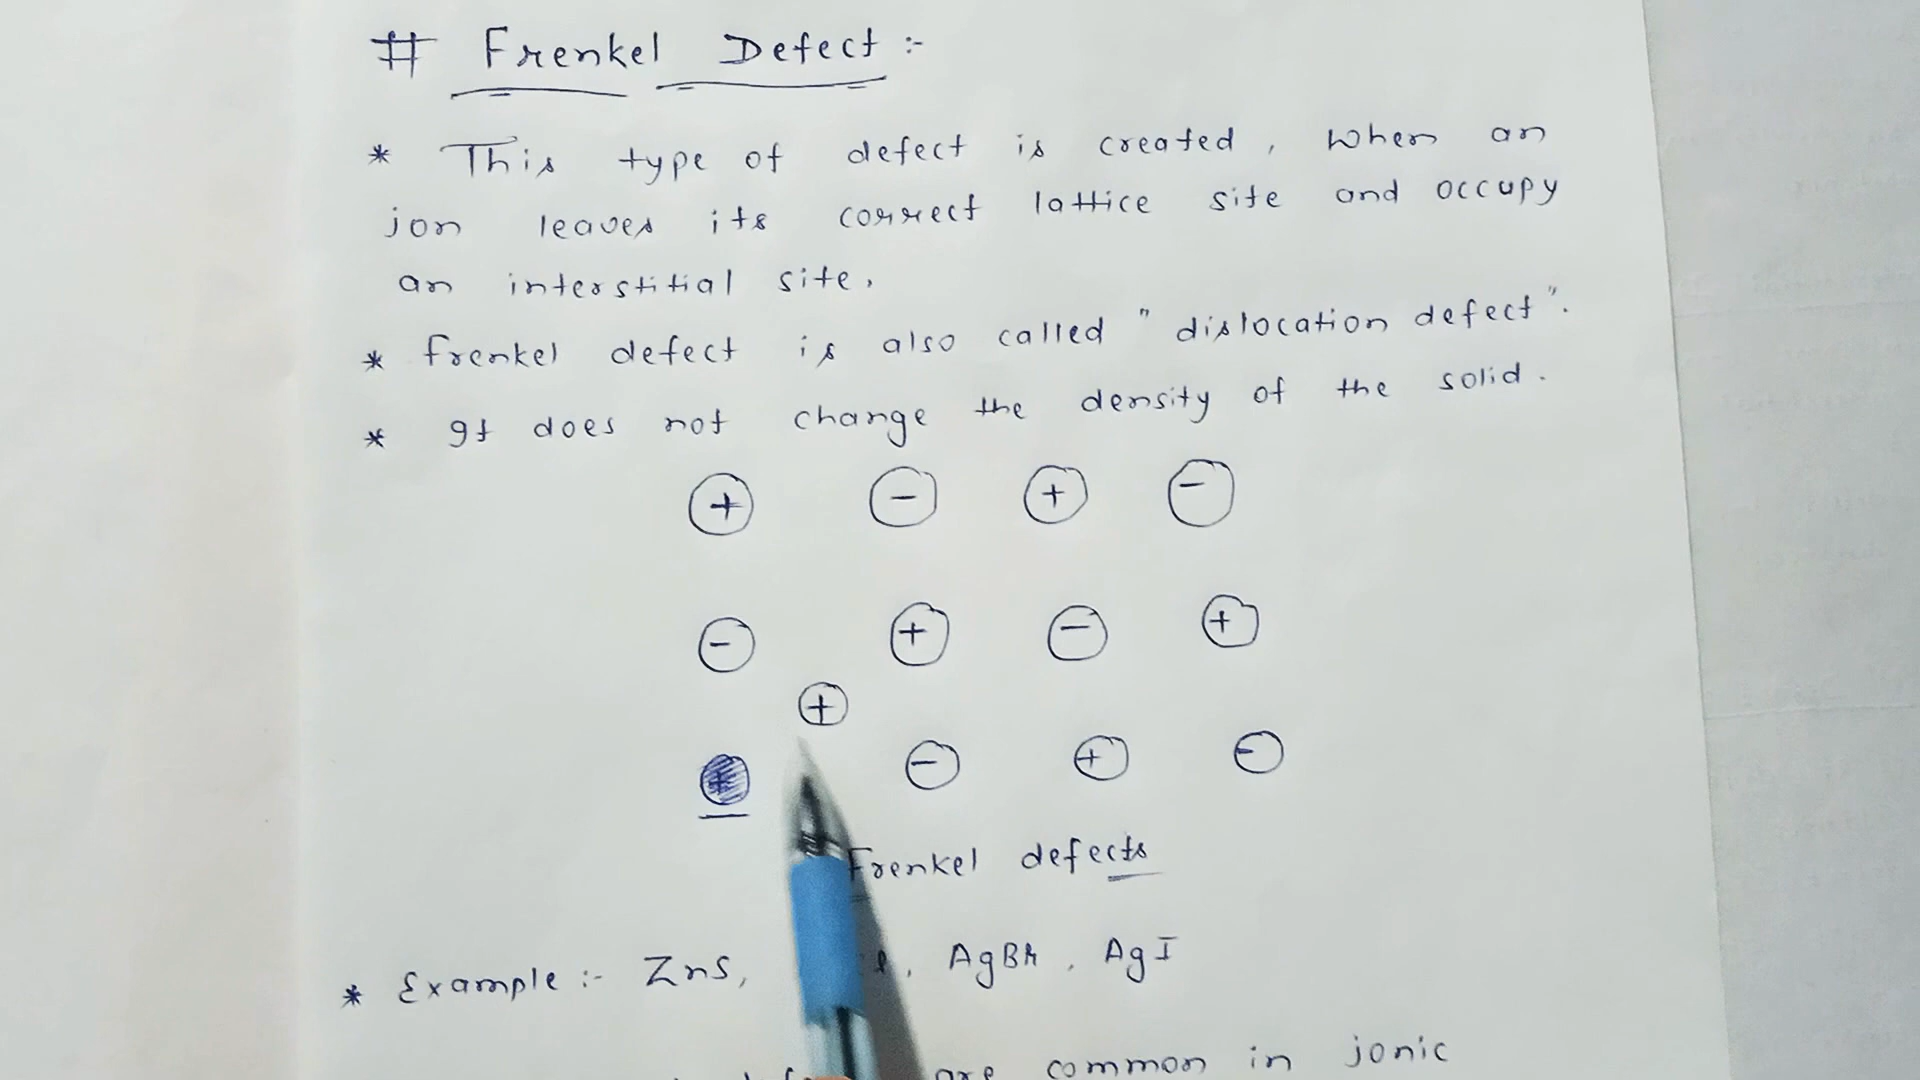 # Frenkel Defect :-
* This type of defect is created, when an
ion leaves its correct lattice site and occupy
an interstitial site.
* Frenkel defect is also called "dislocation defect".
* It does not change the density of the solid.
+ - + -
- + - +
+
+ - + -
Frenkel defects
* Example :- ZnS, , AgBr, AgI
are common in ionic